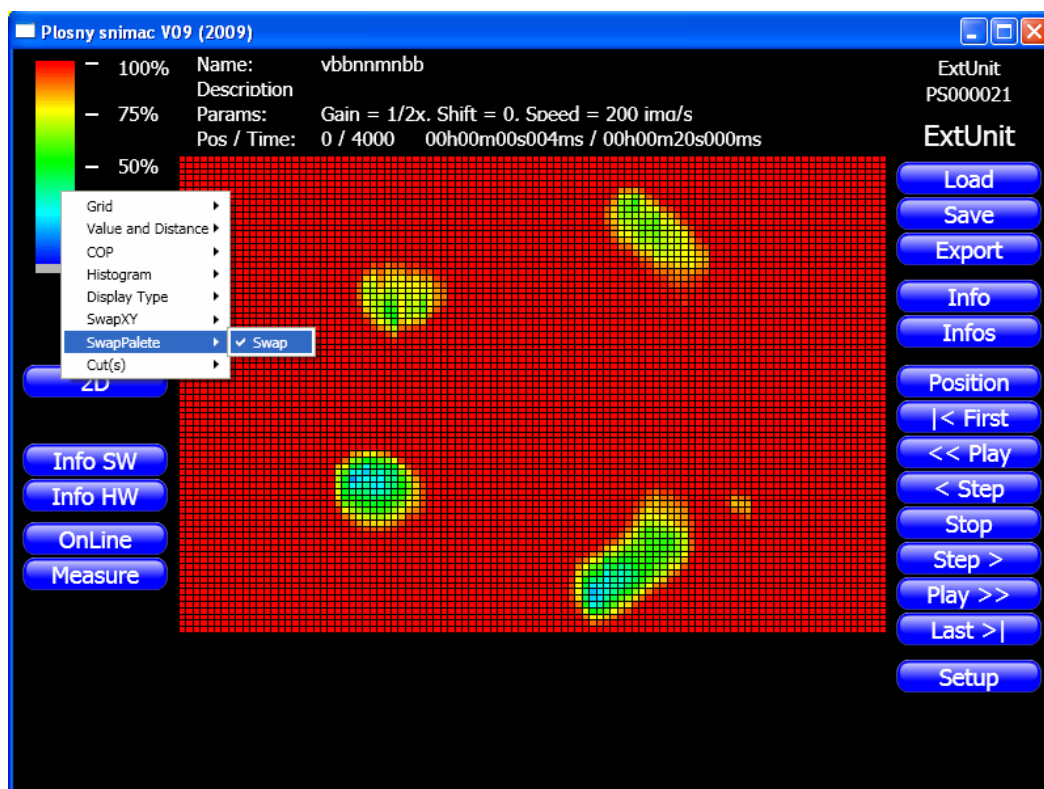 Plosny snimac V09 (2009)
100%
75%
50%
Name: vbbnnmnbb
Description
Params: Gain = 1/2x. Shift = 0. Speed = 200 img/s
Pos / Time: 0 / 4000 00h00m00s004ms / 00h00m20s000ms
ExtUnit
PS000021
ExtUnit
Grid
Value and Distance
COP
Histogram
Display Type
SwapXY
SwapPalete
Swap
Cut(s)
2D
Info SW
Info HW
OnLine
Measure
Load
Save
Export
Info
Infos
Position
|< First
<< Play
< Step
Stop
Step >
Play >>
Last >|
Setup